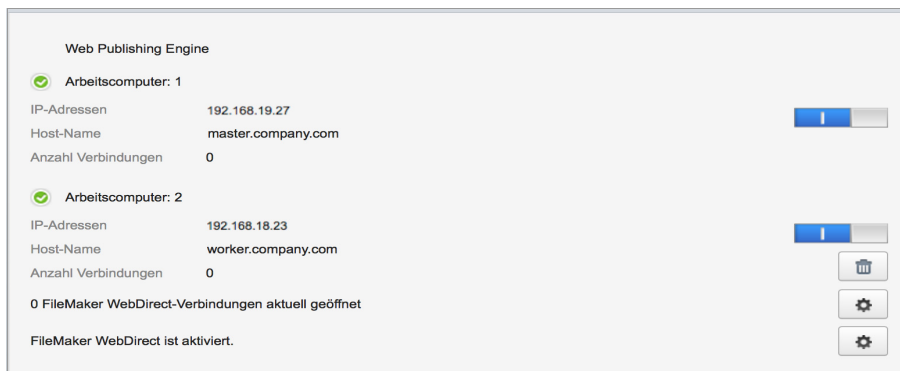 Web Publishing Engine
Arbeitscomputer: 1
IP-Adressen 192.168.19.27
Host-Name master.company.com
Anzahl Verbindungen 0
Arbeitscomputer: 2
IP-Adressen 192.168.18.23
Host-Name worker.company.com
Anzahl Verbindungen 0
0 FileMaker WebDirect-Verbindungen aktuell geöffnet
FileMaker WebDirect ist aktiviert.